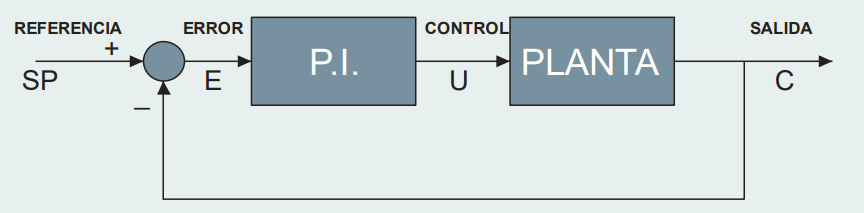 REFERENCIA
ERROR
CONTROL
SALIDA
+
SP
E
P.I.
U
PLANTA
C
–